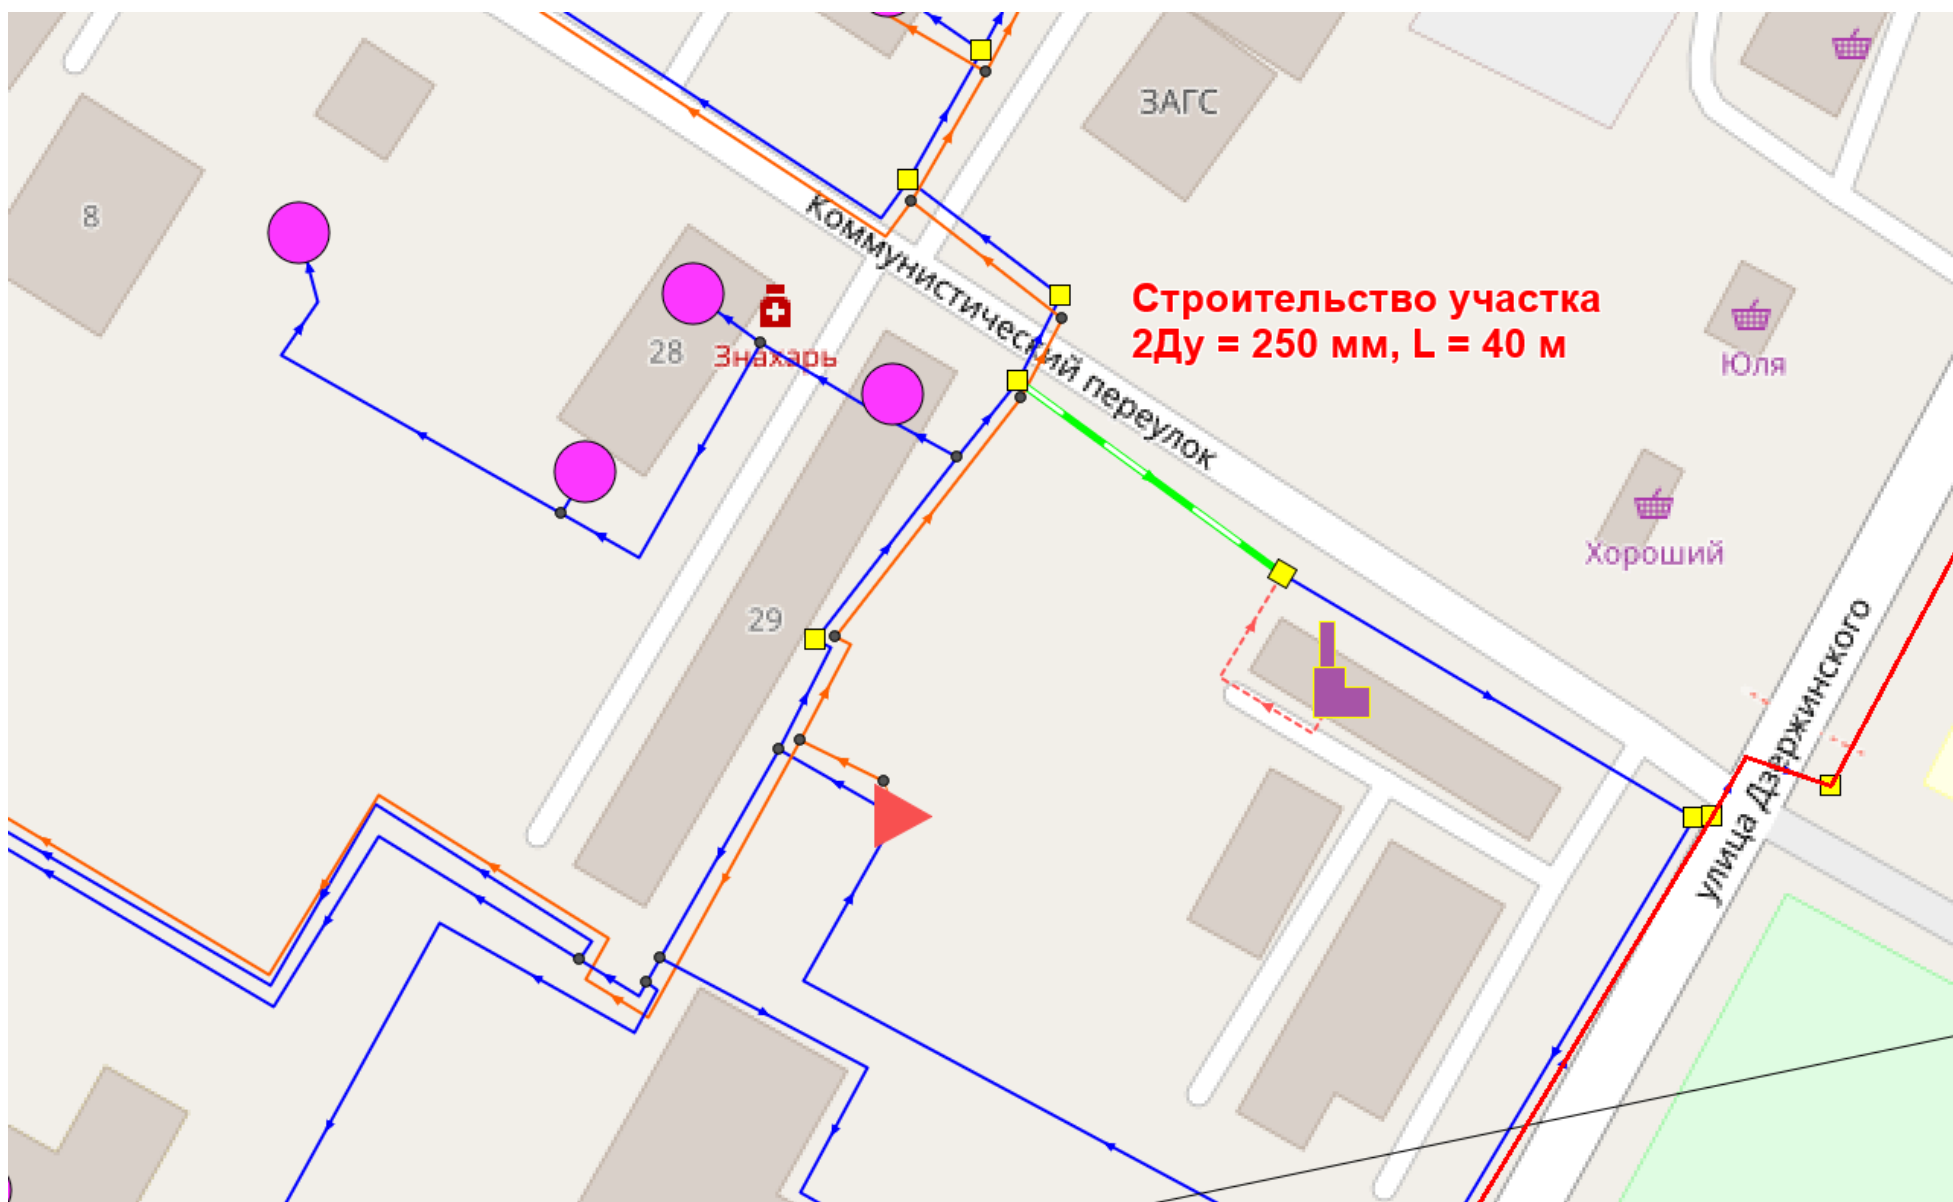 ЗАГС
8
Коммунистический переулок
Строительство участка
2Ду = 250 мм, L = 40 м
28
Знахарь
Юля
Хороший
29
улица Дзержинского